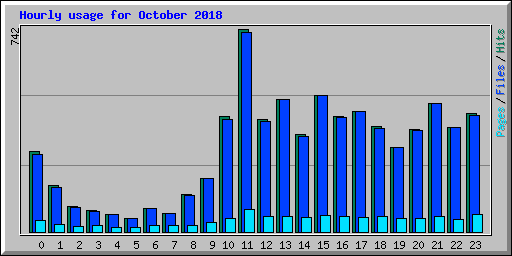 Hourly usage for October 2018
742
Pages / Files / Hits
0 1 2 3 4 5 6 7 8 9 10 11 12 13 14 15 16 17 18 19 20 21 22 23